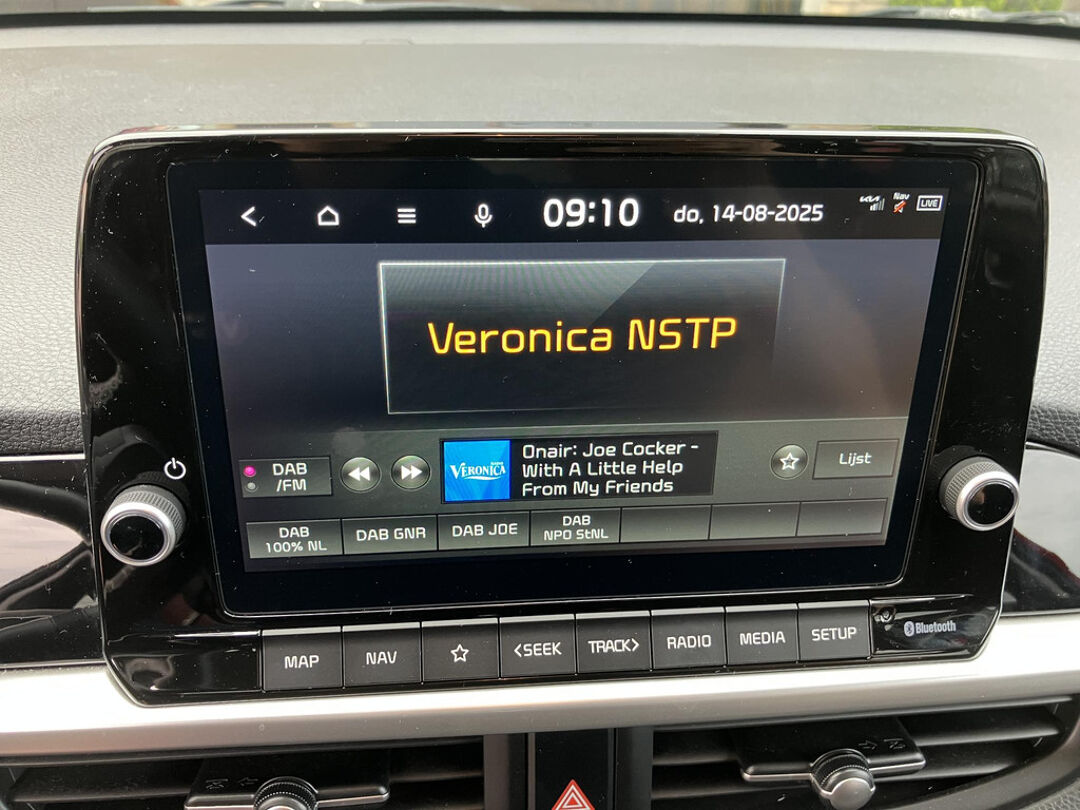 09:10 do, 14-08-2025 KIA Nav LIVE
Veronica NSTP
DAB
/FM
VERONICA
Onair: Joe Cocker -
With A Little Help
From My Friends
Lijst
DAB
100% NL
DAB GNR
DAB JOE
DAB
NPO StNL
MAP
NAV
<SEEK
TRACK>
RADIO
MEDIA
SETUP
Bluetooth